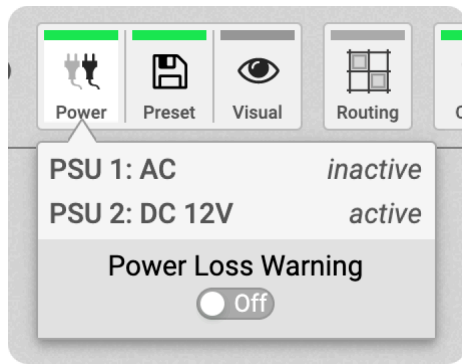 Power Preset Visual Routing
PSU 1: AC inactive
PSU 2: DC 12V active
Power Loss Warning
Off